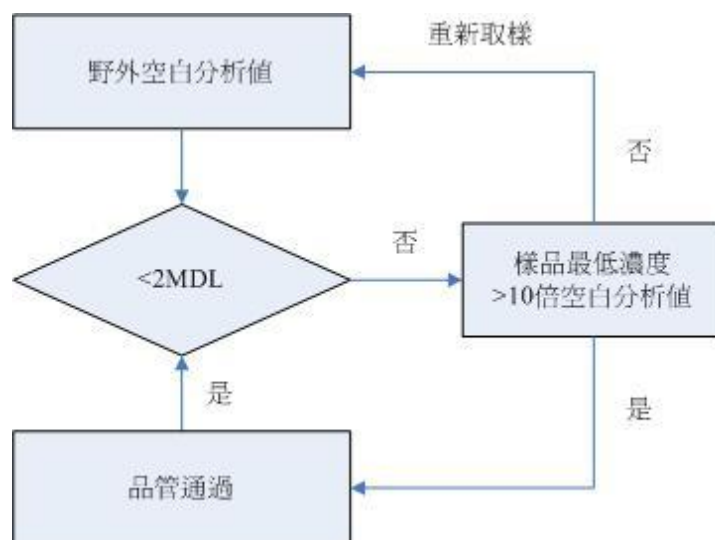 重新取樣
野外空白分析值
否
<2MDL
否
樣品最低濃度
>10倍空白分析值
是
是
品管通過